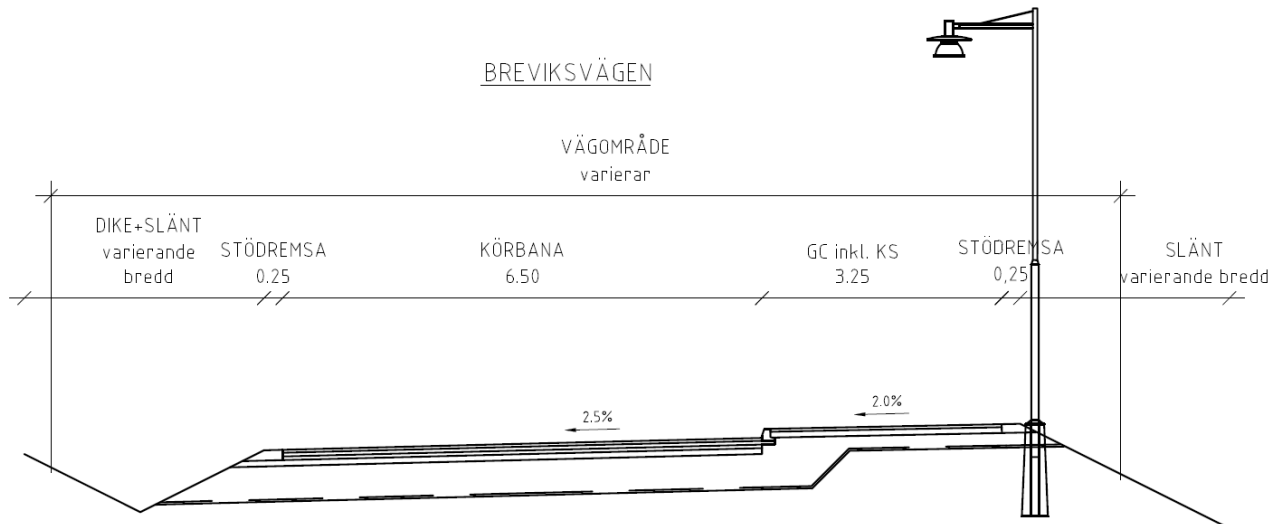 BREVIKSVÄGEN
VÄGOMRÅDE
varierar
DIKE+SLÄNT
varierande
bredd
STÖDREMSA
0.25
KÖRBANA
6.50
GC inkl. KS
3.25
STÖDREMSA
0,25
SLÄNT
varierande bredd
2.5%
2.0%